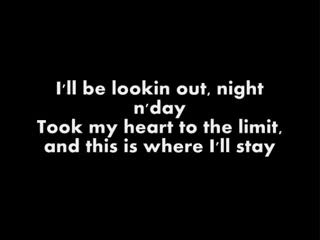 I'll be lookin out, night
n'day
Took my heart to the limit,
and this is where I'll stay